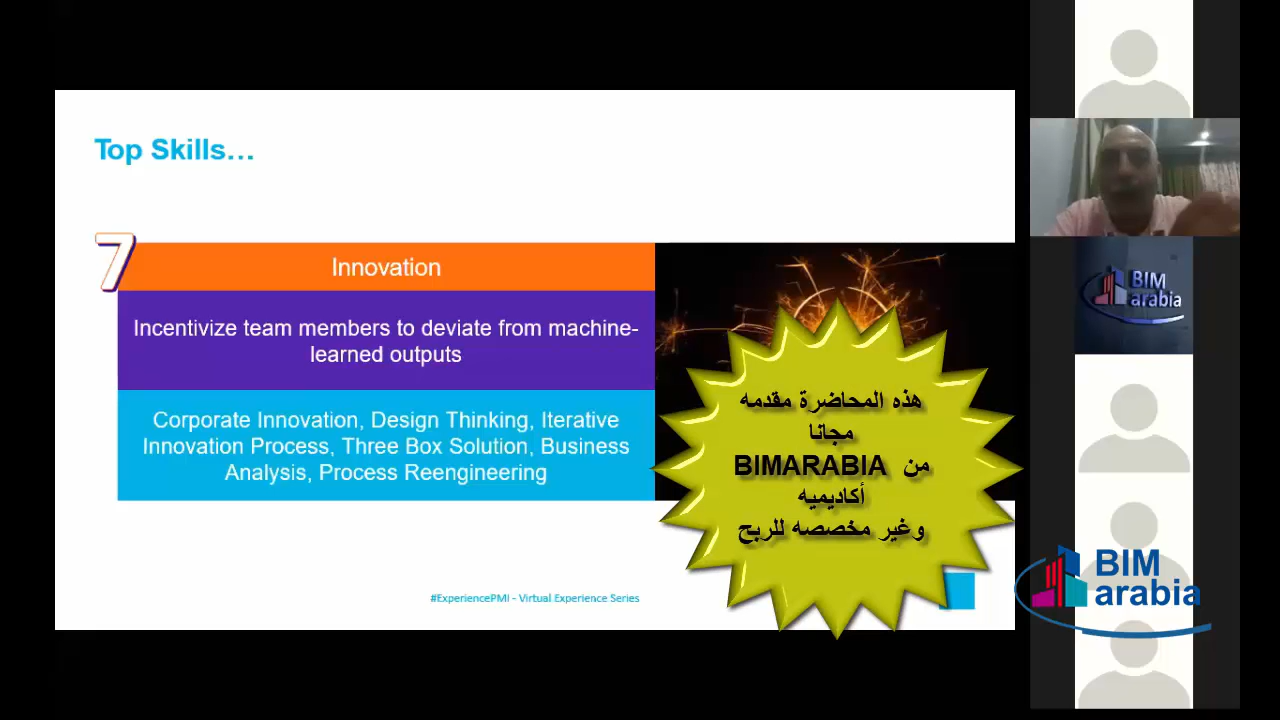 Top Skills...
7
Innovation
Incentivize team members to deviate from machine-
learned outputs
Corporate Innovation, Design Thinking, Iterative
Innovation Process, Three Box Solution, Business
Analysis, Process Reengineering
هذه المحاضرة مقدمه
مجانا
من BIMARABIA
أكاديميه
وغير مخصصه للربح
#ExperiencePMI - Virtual Experience Series
BIM
arabia
BIM
arabia